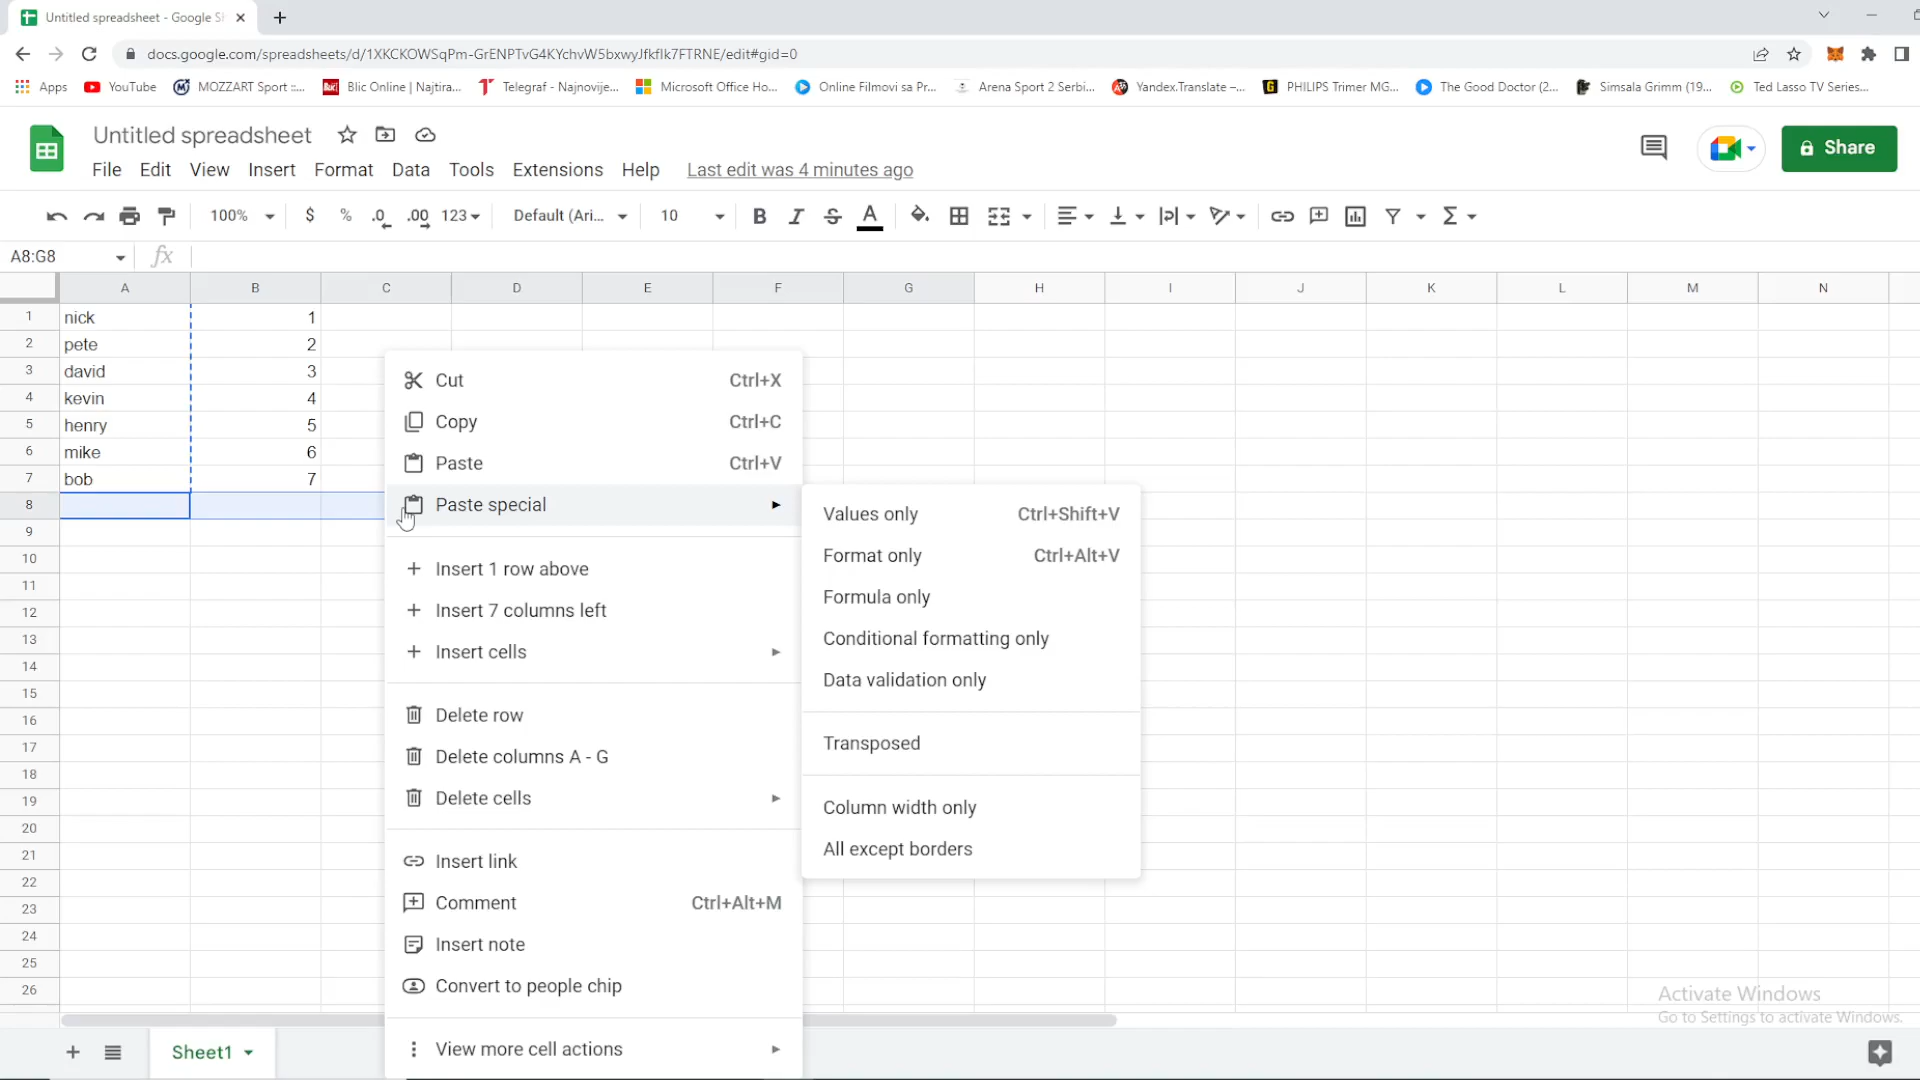 Untitled spreadsheet - Google S
docs.google.com/spreadsheets/d/1XKCKOWSqPm-GrENPTvG4KYchvW5bxwyJfkflk7FTRNE/edit#gid=0
Apps YouTube MOZZART Sport ::... Blic Online | Najtira... Telegraf - Najnovije... Microsoft Office Ho... Online Filmovi sa Pr... Arena Sport 2 Serbi... Yandex.Translate –... PHILIPS Trimer MG... The Good Doctor (2... Simsala Grimm (19... Ted Lasso TV Series...
Untitled spreadsheet
Share
File Edit View Insert Format Data Tools Extensions Help Last edit was 4 minutes ago
100% $ % .0 .00 123 Default (Ari... 10 B I S A Σ
A8:G8 fx
A B C D E F G H I J K L M N
1 nick 1
2 pete 2
3 david 3
4 kevin 4
5 henry 5
6 mike 6
7 bob 7
8
9
10
11
12
13
14
15
16
17
18
19
20
21
22
23
24
25
26
Cut Ctrl+X
Copy Ctrl+C
Paste Ctrl+V
Paste special
Insert 1 row above
Insert 7 columns left
Insert cells
Delete row
Delete columns A - G
Delete cells
Insert link
Comment Ctrl+Alt+M
Insert note
Convert to people chip
View more cell actions
Values only Ctrl+Shift+V
Format only Ctrl+Alt+V
Formula only
Conditional formatting only
Data validation only
Transposed
Column width only
All except borders
Activate Windows
Go to Settings to activate Windows.
Sheet1